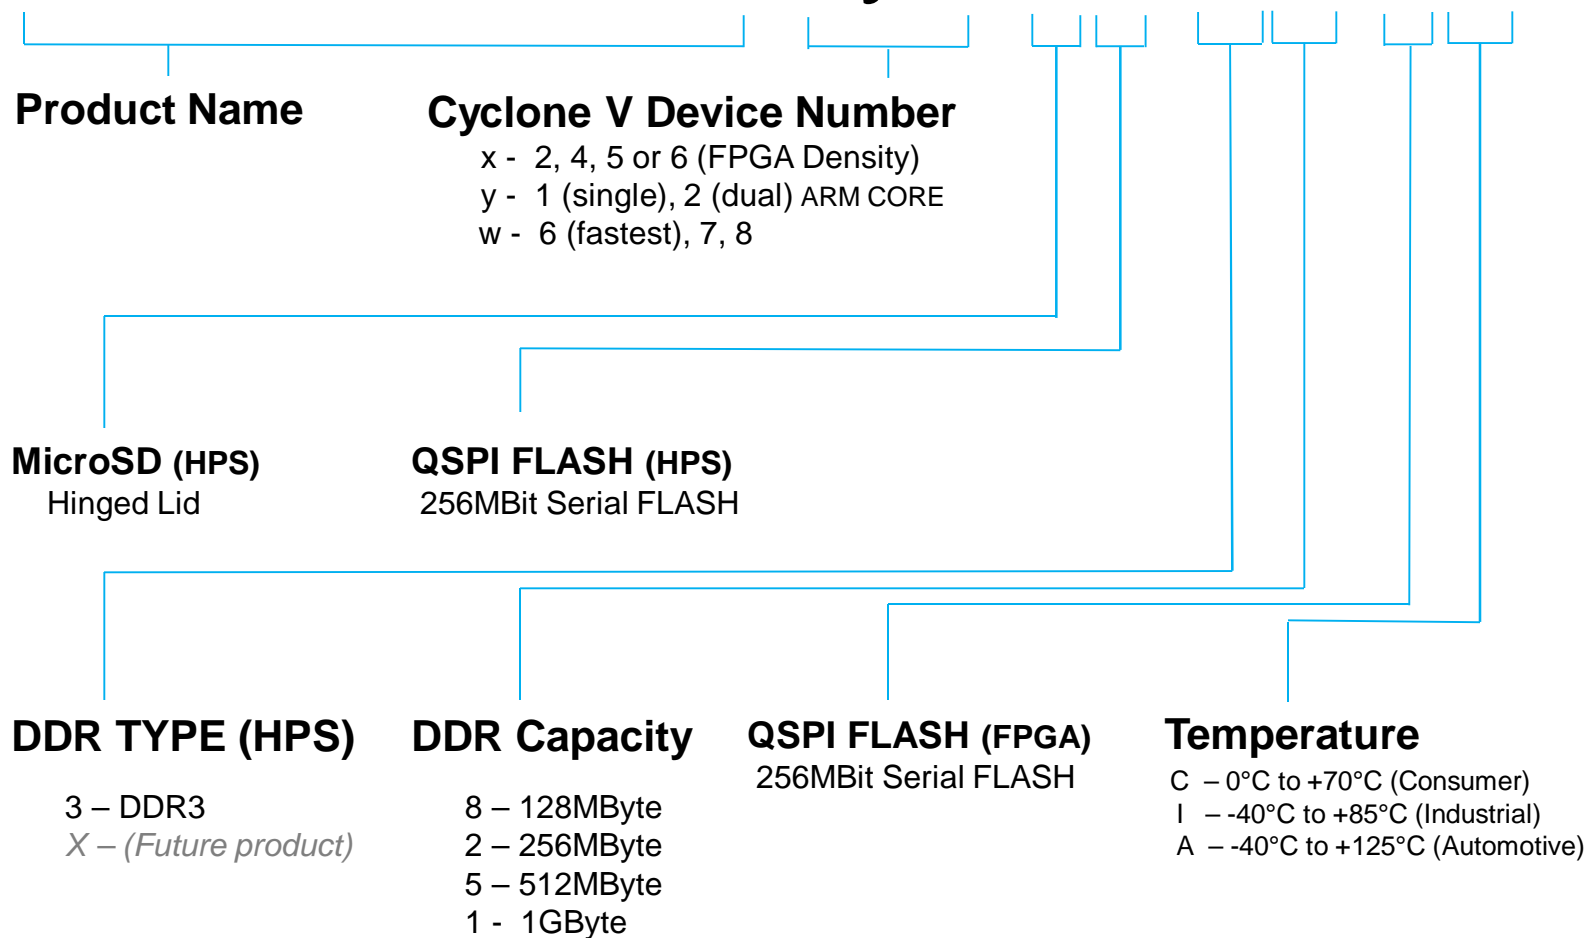 Product Name
Cyclone V Device Number
x - 2, 4, 5 or 6 (FPGA Density)
y - 1 (single), 2 (dual) ARM CORE
w - 6 (fastest), 7, 8
MicroSD (HPS)
Hinged Lid
QSPI FLASH (HPS)
256MBit Serial FLASH
DDR TYPE (HPS)
3 – DDR3
X – (Future product)
DDR Capacity
8 – 128MByte
2 – 256MByte
5 – 512MByte
1 - 1GByte
QSPI FLASH (FPGA)
256MBit Serial FLASH
Temperature
C – 0°C to +70°C (Consumer)
I – -40°C to +85°C (Industrial)
A – -40°C to +125°C (Automotive)